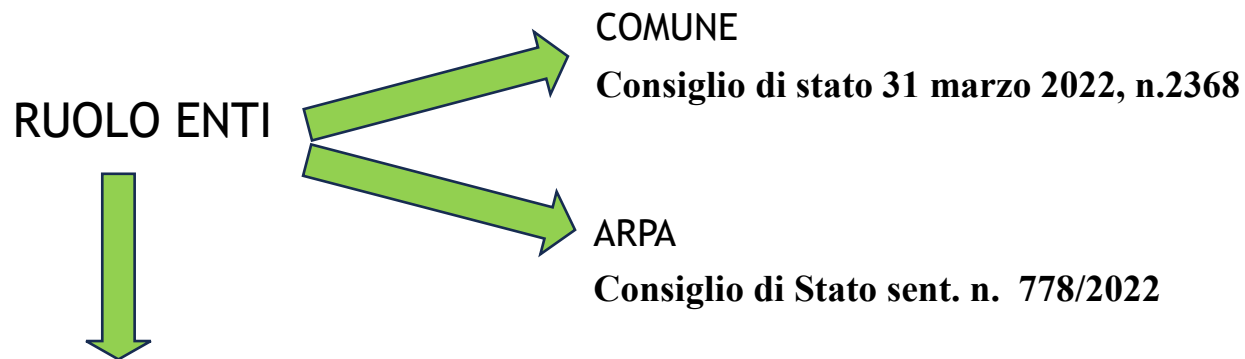 COMUNE
Consiglio di stato 31 marzo 2022, n.2368
RUOLO ENTI
ARPA
Consiglio di Stato sent. n. 778/2022